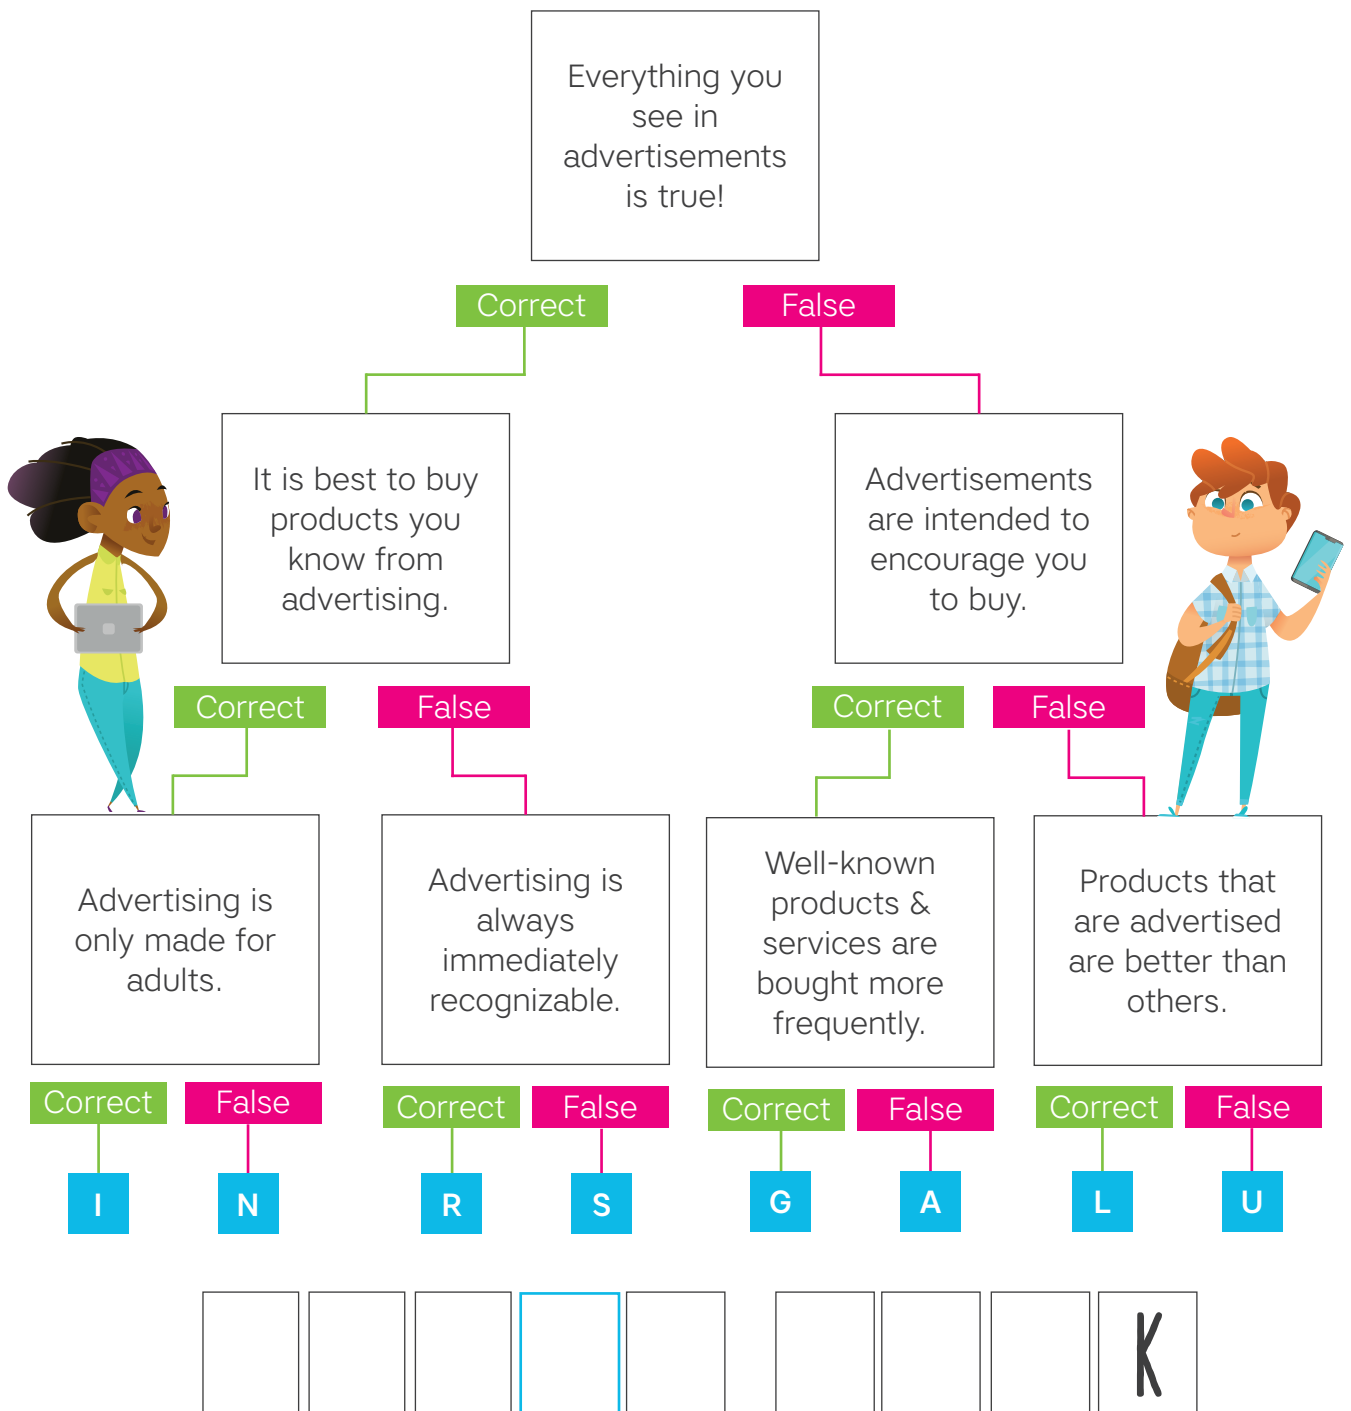 Everything you
see in
advertisements
is true!
Correct
False
It is best to buy
products you
know from
advertising.
Advertisements
are intended to
encourage you
to buy.
Correct
False
Correct
False
Advertising is
only made for
adults.
Advertising is
always
immediately
recognizable.
Well-known
products &
services are
bought more
frequently.
Products that
are advertised
are better than
others.
Correct
False
Correct
False
Correct
False
Correct
False
I
N
R
S
G
A
L
U
K